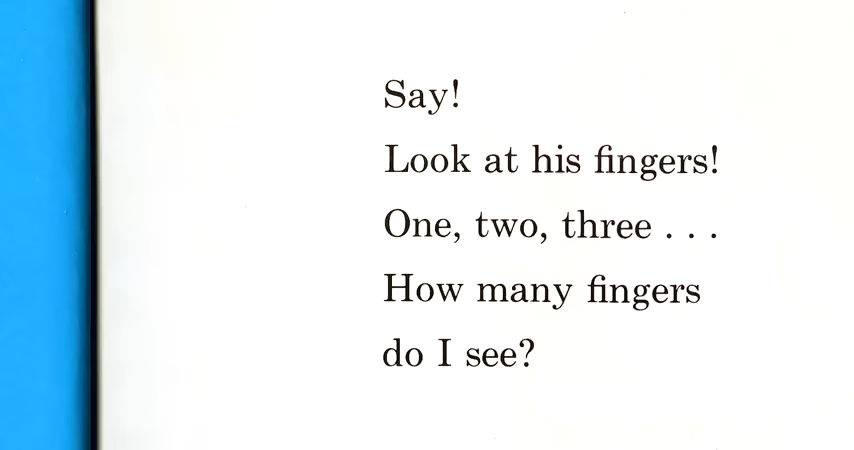 Say!
Look at his fingers!
One, two, three . . .
How many fingers
do I see?